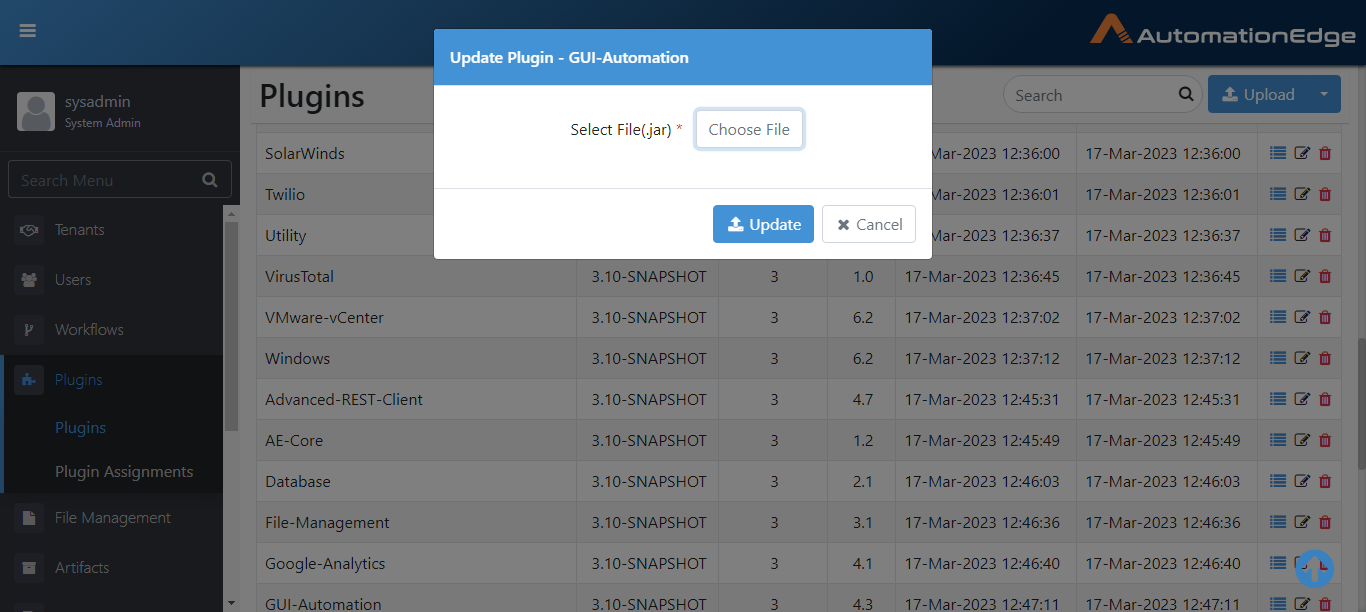 AutomationEdge
sysadmin
System Admin
Search Menu
Tenants
Users
Workflows
Plugins
Plugins
Plugin Assignments
File Management
Artifacts
Plugins
Search
Upload
Update Plugin - GUI-Automation
Select File(.jar) *
Choose File
Update
Cancel
SolarWinds Mar-2023 12:36:00 17-Mar-2023 12:36:00
Twilio Mar-2023 12:36:01 17-Mar-2023 12:36:01
Utility Mar-2023 12:36:37 17-Mar-2023 12:36:37
VirusTotal 3.10-SNAPSHOT 3 1.0 17-Mar-2023 12:36:45 17-Mar-2023 12:36:45
VMware-vCenter 3.10-SNAPSHOT 3 6.2 17-Mar-2023 12:37:02 17-Mar-2023 12:37:02
Windows 3.10-SNAPSHOT 3 6.2 17-Mar-2023 12:37:12 17-Mar-2023 12:37:12
Advanced-REST-Client 3.10-SNAPSHOT 3 4.7 17-Mar-2023 12:45:31 17-Mar-2023 12:45:31
AE-Core 3.10-SNAPSHOT 3 1.2 17-Mar-2023 12:45:49 17-Mar-2023 12:45:49
Database 3.10-SNAPSHOT 3 2.1 17-Mar-2023 12:46:03 17-Mar-2023 12:46:03
File-Management 3.10-SNAPSHOT 3 3.1 17-Mar-2023 12:46:36 17-Mar-2023 12:46:36
Google-Analytics 3.10-SNAPSHOT 3 4.1 17-Mar-2023 12:46:40 17-Mar-2023 12:46:40
GUI-Automation 3.10-SNAPSHOT 3 4.3 17-Mar-2023 12:47:11 17-Mar-2023 12:47:11